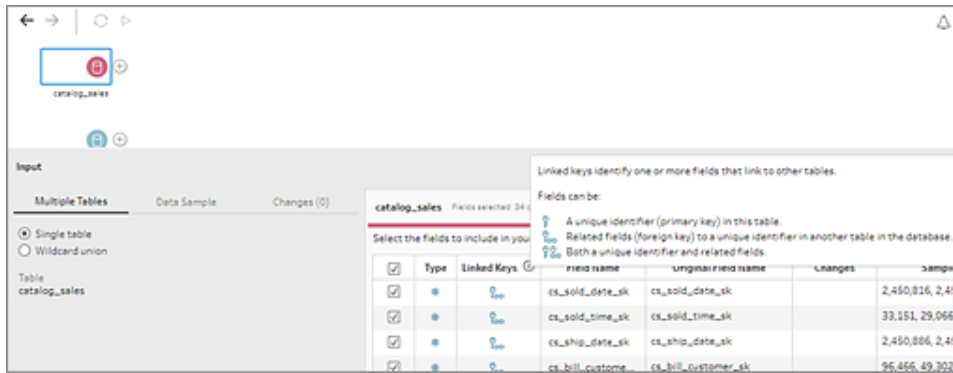 catalog_sales
Input
Multiple Tables Data Sample Changes (0)
Single table
Wildcard union
Table
catalog_sales
catalog_sales Fields selected: 34
Select the fields to include in you
Linked keys identify one or more fields that link to other tables.
Fields can be:
A unique identifier (primary key) in this table.
Related fields (foreign key) to a unique identifier in another table in the database.
Both a unique identifier and related fields.
Type Linked Keys Field Name Original Field Name Changes Sampl
cs_sold_date_sk cs_sold_date_sk 2,450,816, 2,45
cs_sold_time_sk cs_sold_time_sk 33,151, 29,066
cs_ship_date_sk cs_ship_date_sk 2,450,886, 2,45
cs_bill_custome... cs_bill_customer_sk 96,466, 49,302